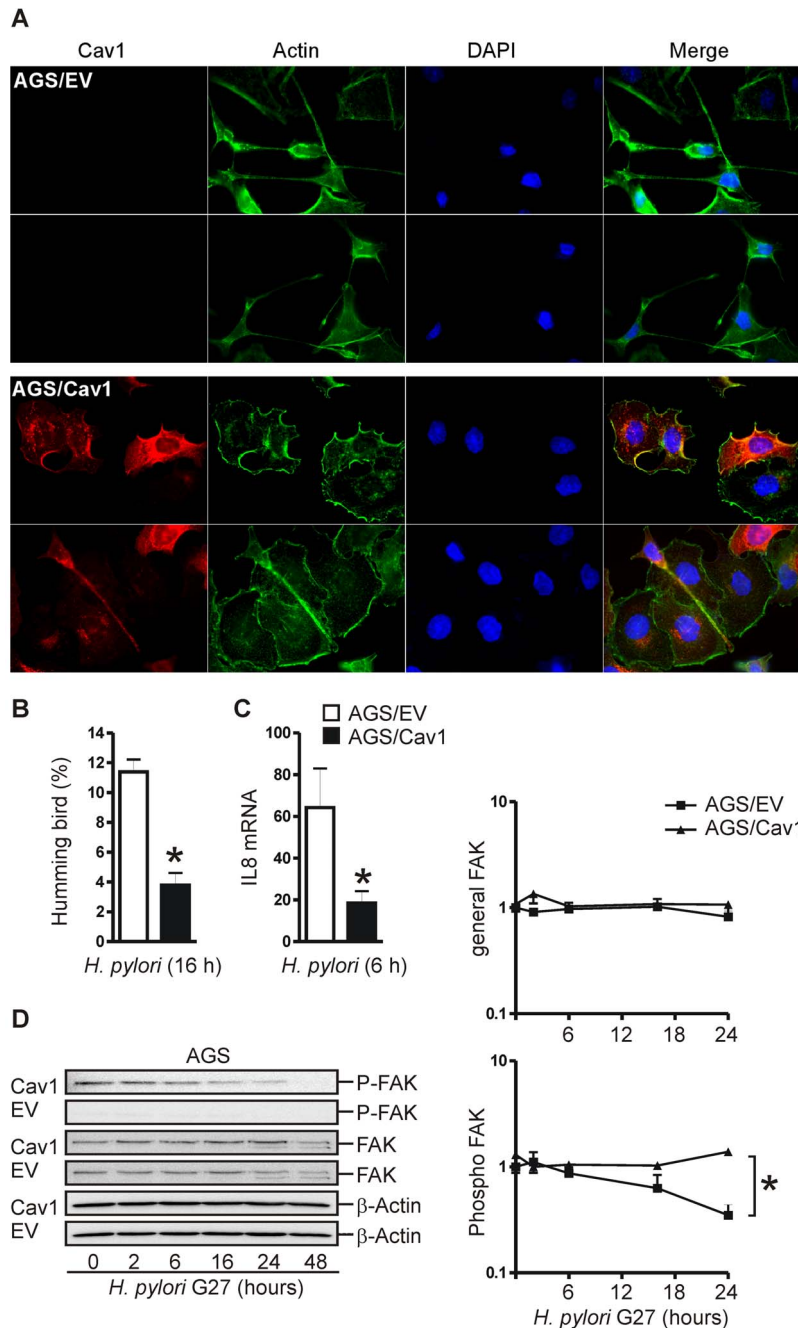 A
Cav1 Actin DAPI Merge
AGS/EV
AGS/Cav1
B
14
12
10
8
6
4
2
0
Humming bird (%)
*
H. pylori (16 h)
C
AGS/EV
AGS/Cav1
100
80
60
40
20
0
IL8 mRNA
*
H. pylori (6 h)
AGS/EV
AGS/Cav1
10
1
0.1
general FAK
6 12 18 24
D
AGS
Cav1 P-FAK
EV P-FAK
Cav1 FAK
EV FAK
Cav1 β-Actin
EV β-Actin
0 2 6 16 24 48
H. pylori G27 (hours)
10
1
0.1
Phospho FAK
*
6 12 18 24
H. pylori G27 (hours)